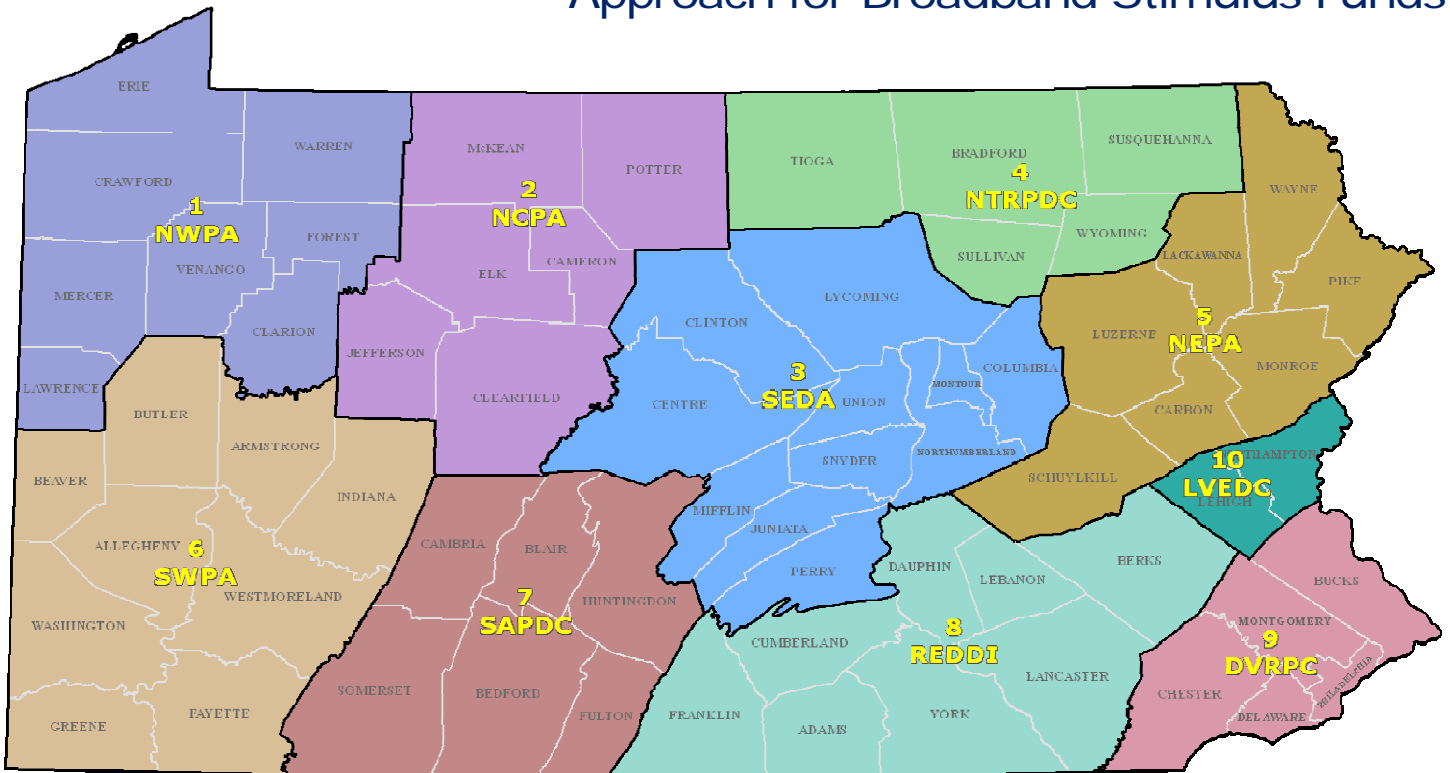 Approach for Broadband Stimulus Funds
ERIE
WARREN
CRAWFORD
1
NWPA
FOREST
VENANGO
MERCER
CLARION
LAWRENCE
McKEAN
POTTER
2
NCPA
ELK
CAMERON
JEFFERSON
CLEARFIELD
TIOGA
BRADFORD
SUSQUEHANNA
4
NTRPDC
SULLIVAN
WYOMING
WAYNE
LACKAWANNA
PIKE
LUZERNE
5
NEPA
MONROE
CARBON
SCHUYLKILL
LYCOMING
CLINTON
COLUMBIA
MONTOUR
3
SEDA
CENTRE
UNION
SNYDER
NORTHUMBERLAND
MIFFLIN
JUNIATA
PERRY
BUTLER
ARMSTRONG
BEAVER
INDIANA
ALLEGHENY
6
SWPA
WESTMORELAND
WASHINGTON
GREENE
FAYETTE
CAMBRIA
BLAIR
HUNTINGDON
7
SAPDC
SOMERSET
BEDFORD
FULTON
DAUPHIN
LEBANON
BERKS
CUMBERLAND
8
REDDI
LANCASTER
FRANKLIN
ADAMS
YORK
10
LVEDC
LEHIGH
BUCKS
MONTGOMERY
9
DVRPC
PHILADELPHIA
CHESTER
DELAWARE